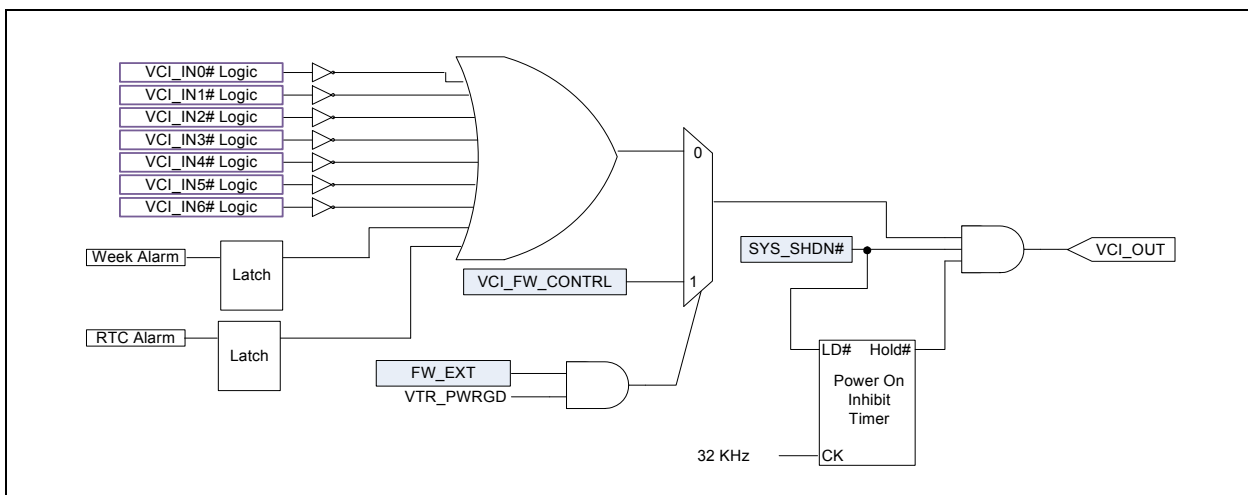 VCI_IN0# Logic
VCI_IN1# Logic
VCI_IN2# Logic
VCI_IN3# Logic
VCI_IN4# Logic
VCI_IN5# Logic
VCI_IN6# Logic
Week Alarm
Latch
RTC Alarm
Latch
0
1
VCI_FW_CONTRL
FW_EXT
VTR_PWRGD
SYS_SHDN#
VCI_OUT
LD# Hold#
Power On
Inhibit
Timer
32 KHz
CK